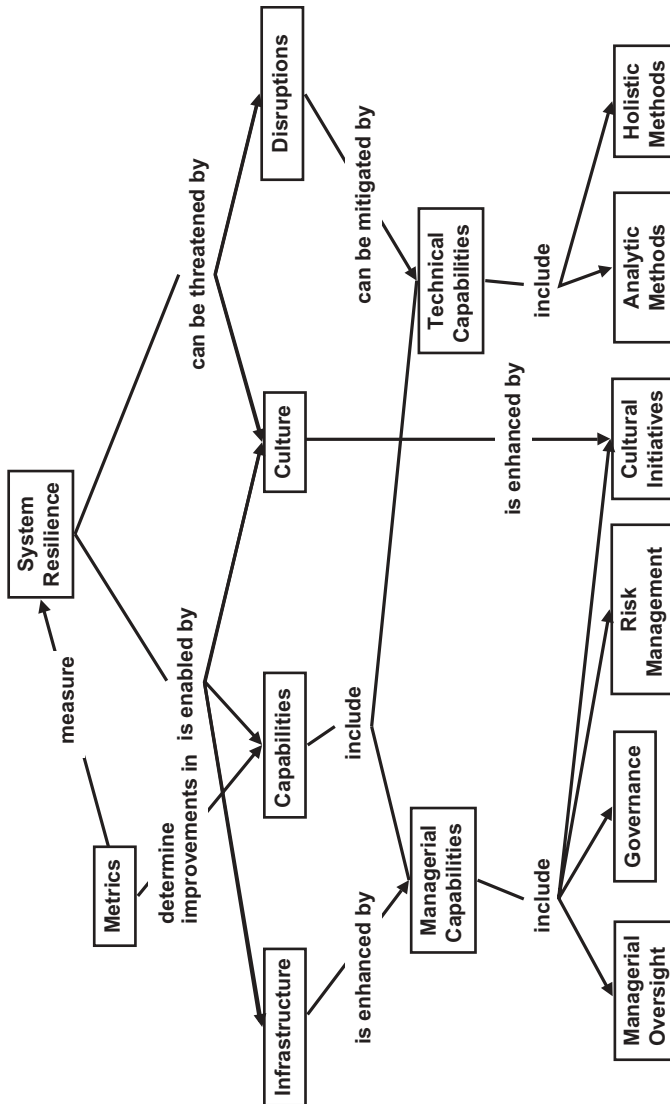 System
Resilience
measure
Metrics
determine
improvements in
is enabled by
can be threatened by
Infrastructure
Capabilities
Culture
Disruptions
is enhanced by
include
can be mitigated by
Managerial
Capabilities
Technical
Capabilities
include
is enhanced by
include
Managerial
Oversight
Governance
Risk
Management
Cultural
Initiatives
Analytic
Methods
Holistic
Methods